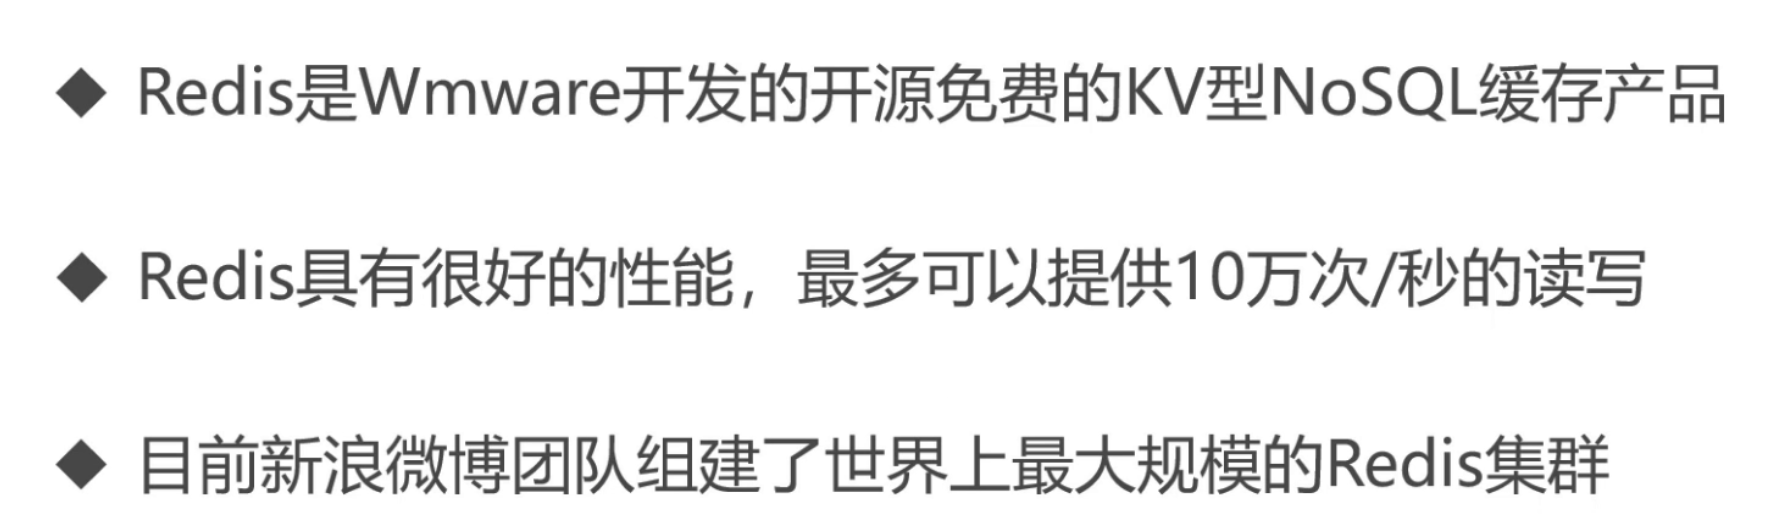 ◆ Redis是Wmware开发的开源免费的KV型NoSQL缓存产品
◆ Redis具有很好的性能，最多可以提供10万次/秒的读写
◆ 目前新浪微博团队组建了世界上最大规模的Redis集群